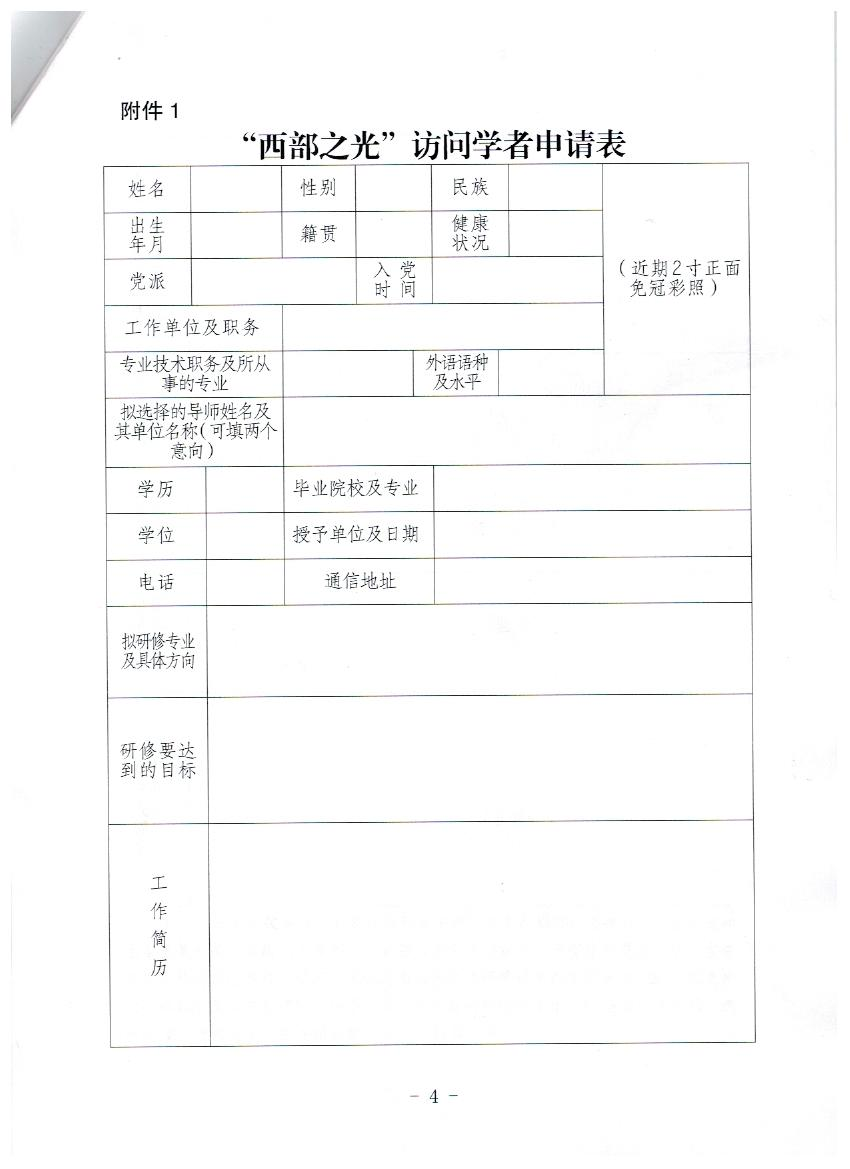 附件 1
“西部之光”访问学者申请表
姓名 性别 民族
出生
年月
籍贯
健康
状况
(近期2寸正面
免冠彩照)
党派
入党
时间
工作单位及职务
专业技术职务及所从
事的专业
外语语种
及水平
拟选择的导师姓名及
其单位名称(可填两个
意向)
学历 毕业院校及专业
学位 授予单位及日期
电话 通信地址
拟研修专业
及具体方向
研修要达
到的目标
工
作
简
历
- 4 -